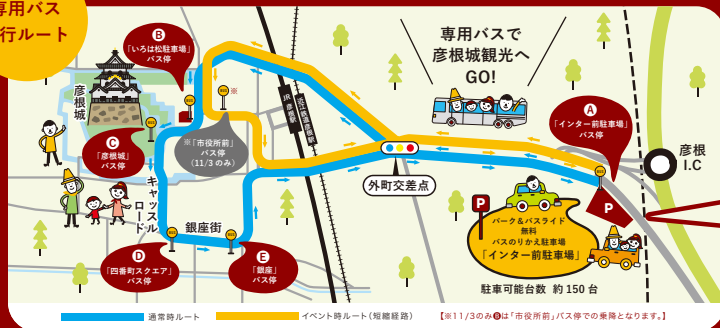 専用バス
行ルート
B
「いろは松駐車場」
バス停
彦根城
C
「彦根城」
バス停
※
※「市役所前」
バス停
(11/3 のみ)
キャッスル
ロード
銀座街
D
「四番町スクエア」
バス停
E
「銀座」
バス停
JR 彦根駅
近江鉄道彦根駅
専用バスで
彦根城観光へ
GO!
外町交差点
A
「インター前駐車場」
バス停
彦根
I.C
P
P
パーク&バスライド
無料
バスのりかえ駐車場
「インター前駐車場」
駐車可能台数 約 150 台
通常時ルート
イベント時ルート(短縮経路)
【※11/3のみBは「市役所前」バス停での乗降となります。】